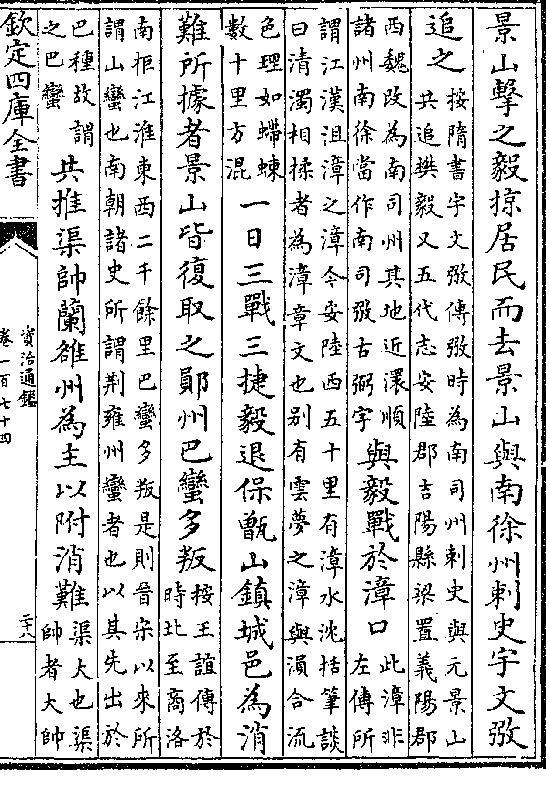 景山擊之毅掠居民而去景山與南徐州刺史宇文㢸
追之
按隋書宇文㢸傳㢸時為南司州刺史與元景山
共追樊毅又五代志安陸郡吉陽縣梁置義陽郡
西魏改為南司州其地近澴順
諸州南徐當作南司㢸古弼字
與毅戰於漳口
此漳非
左傳所
謂江漢沮漳之漳今安陸西五十里有漳水沈括筆談
曰清濁相揉者為漳章文也别有雲夢之漳與溳合流
色理如螮蝀
數十里方混
一日三戰三捷毅退保甑山鎮城邑為消
難所據者景山皆復取之鄖州巴蠻多叛
按王誼傳於
時北至商洛
南拒江淮東西二千餘里巴蠻多叛是則晉宋以來所
謂山蠻也南朝諸史所謂荆雍州蠻者也以其先出於
巴種故謂
之巴蠻
共推渠帥蘭雒州為主以附消難
渠大也渠
帥者大帥
欽定四庫全書
資治通鑑
卷一百七十四
二十八